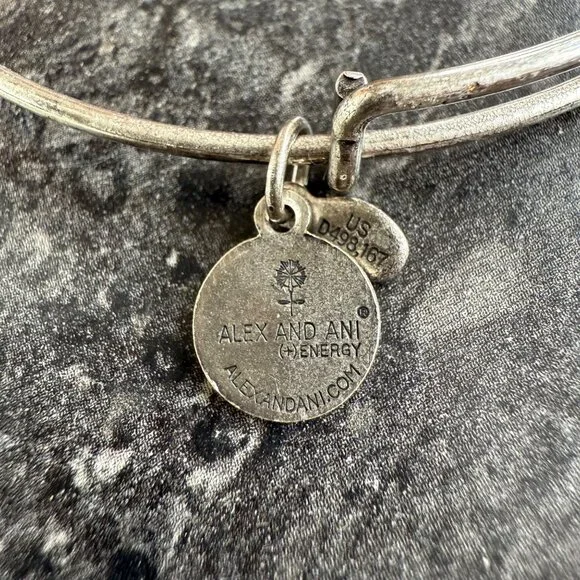 US
D498,167
ALEX AND ANI®
(+) ENERGY
ALEXANDANI.COM